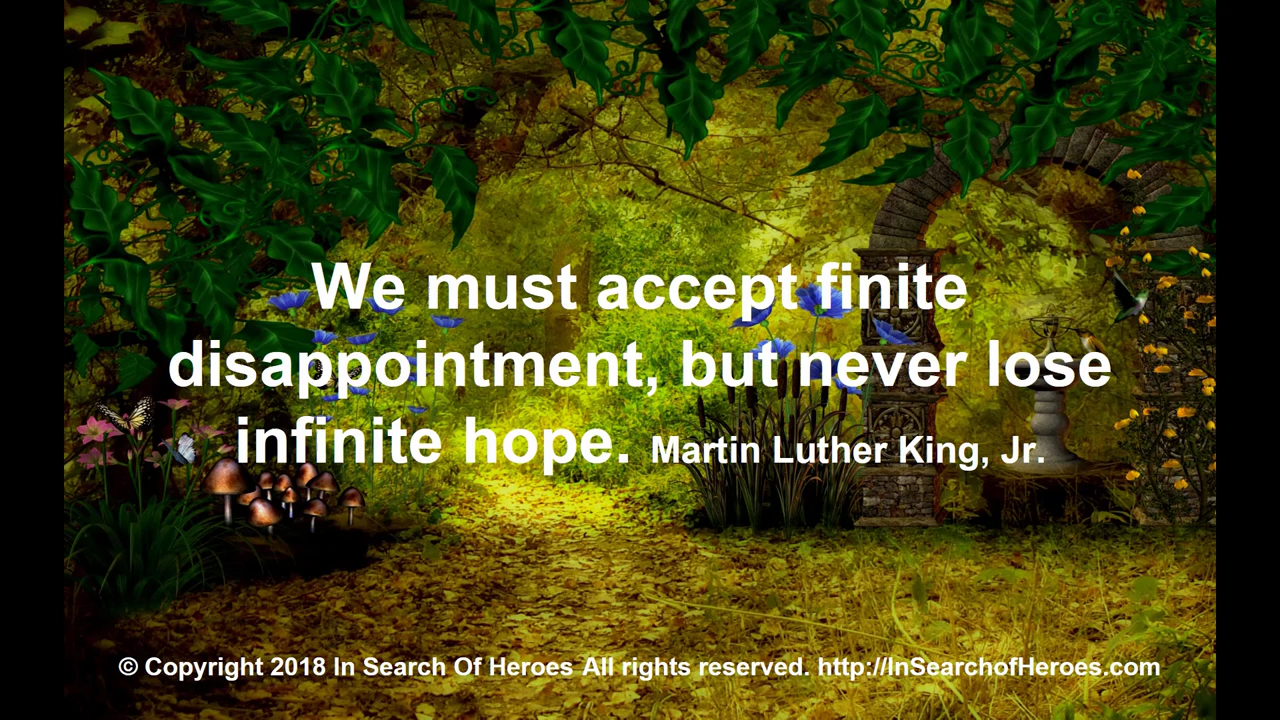 We must accept finite
disappointment, but never lose
infinite hope. Martin Luther King, Jr.
© Copyright 2018 In Search Of Heroes All rights reserved. http://InSearchofHeroes.com